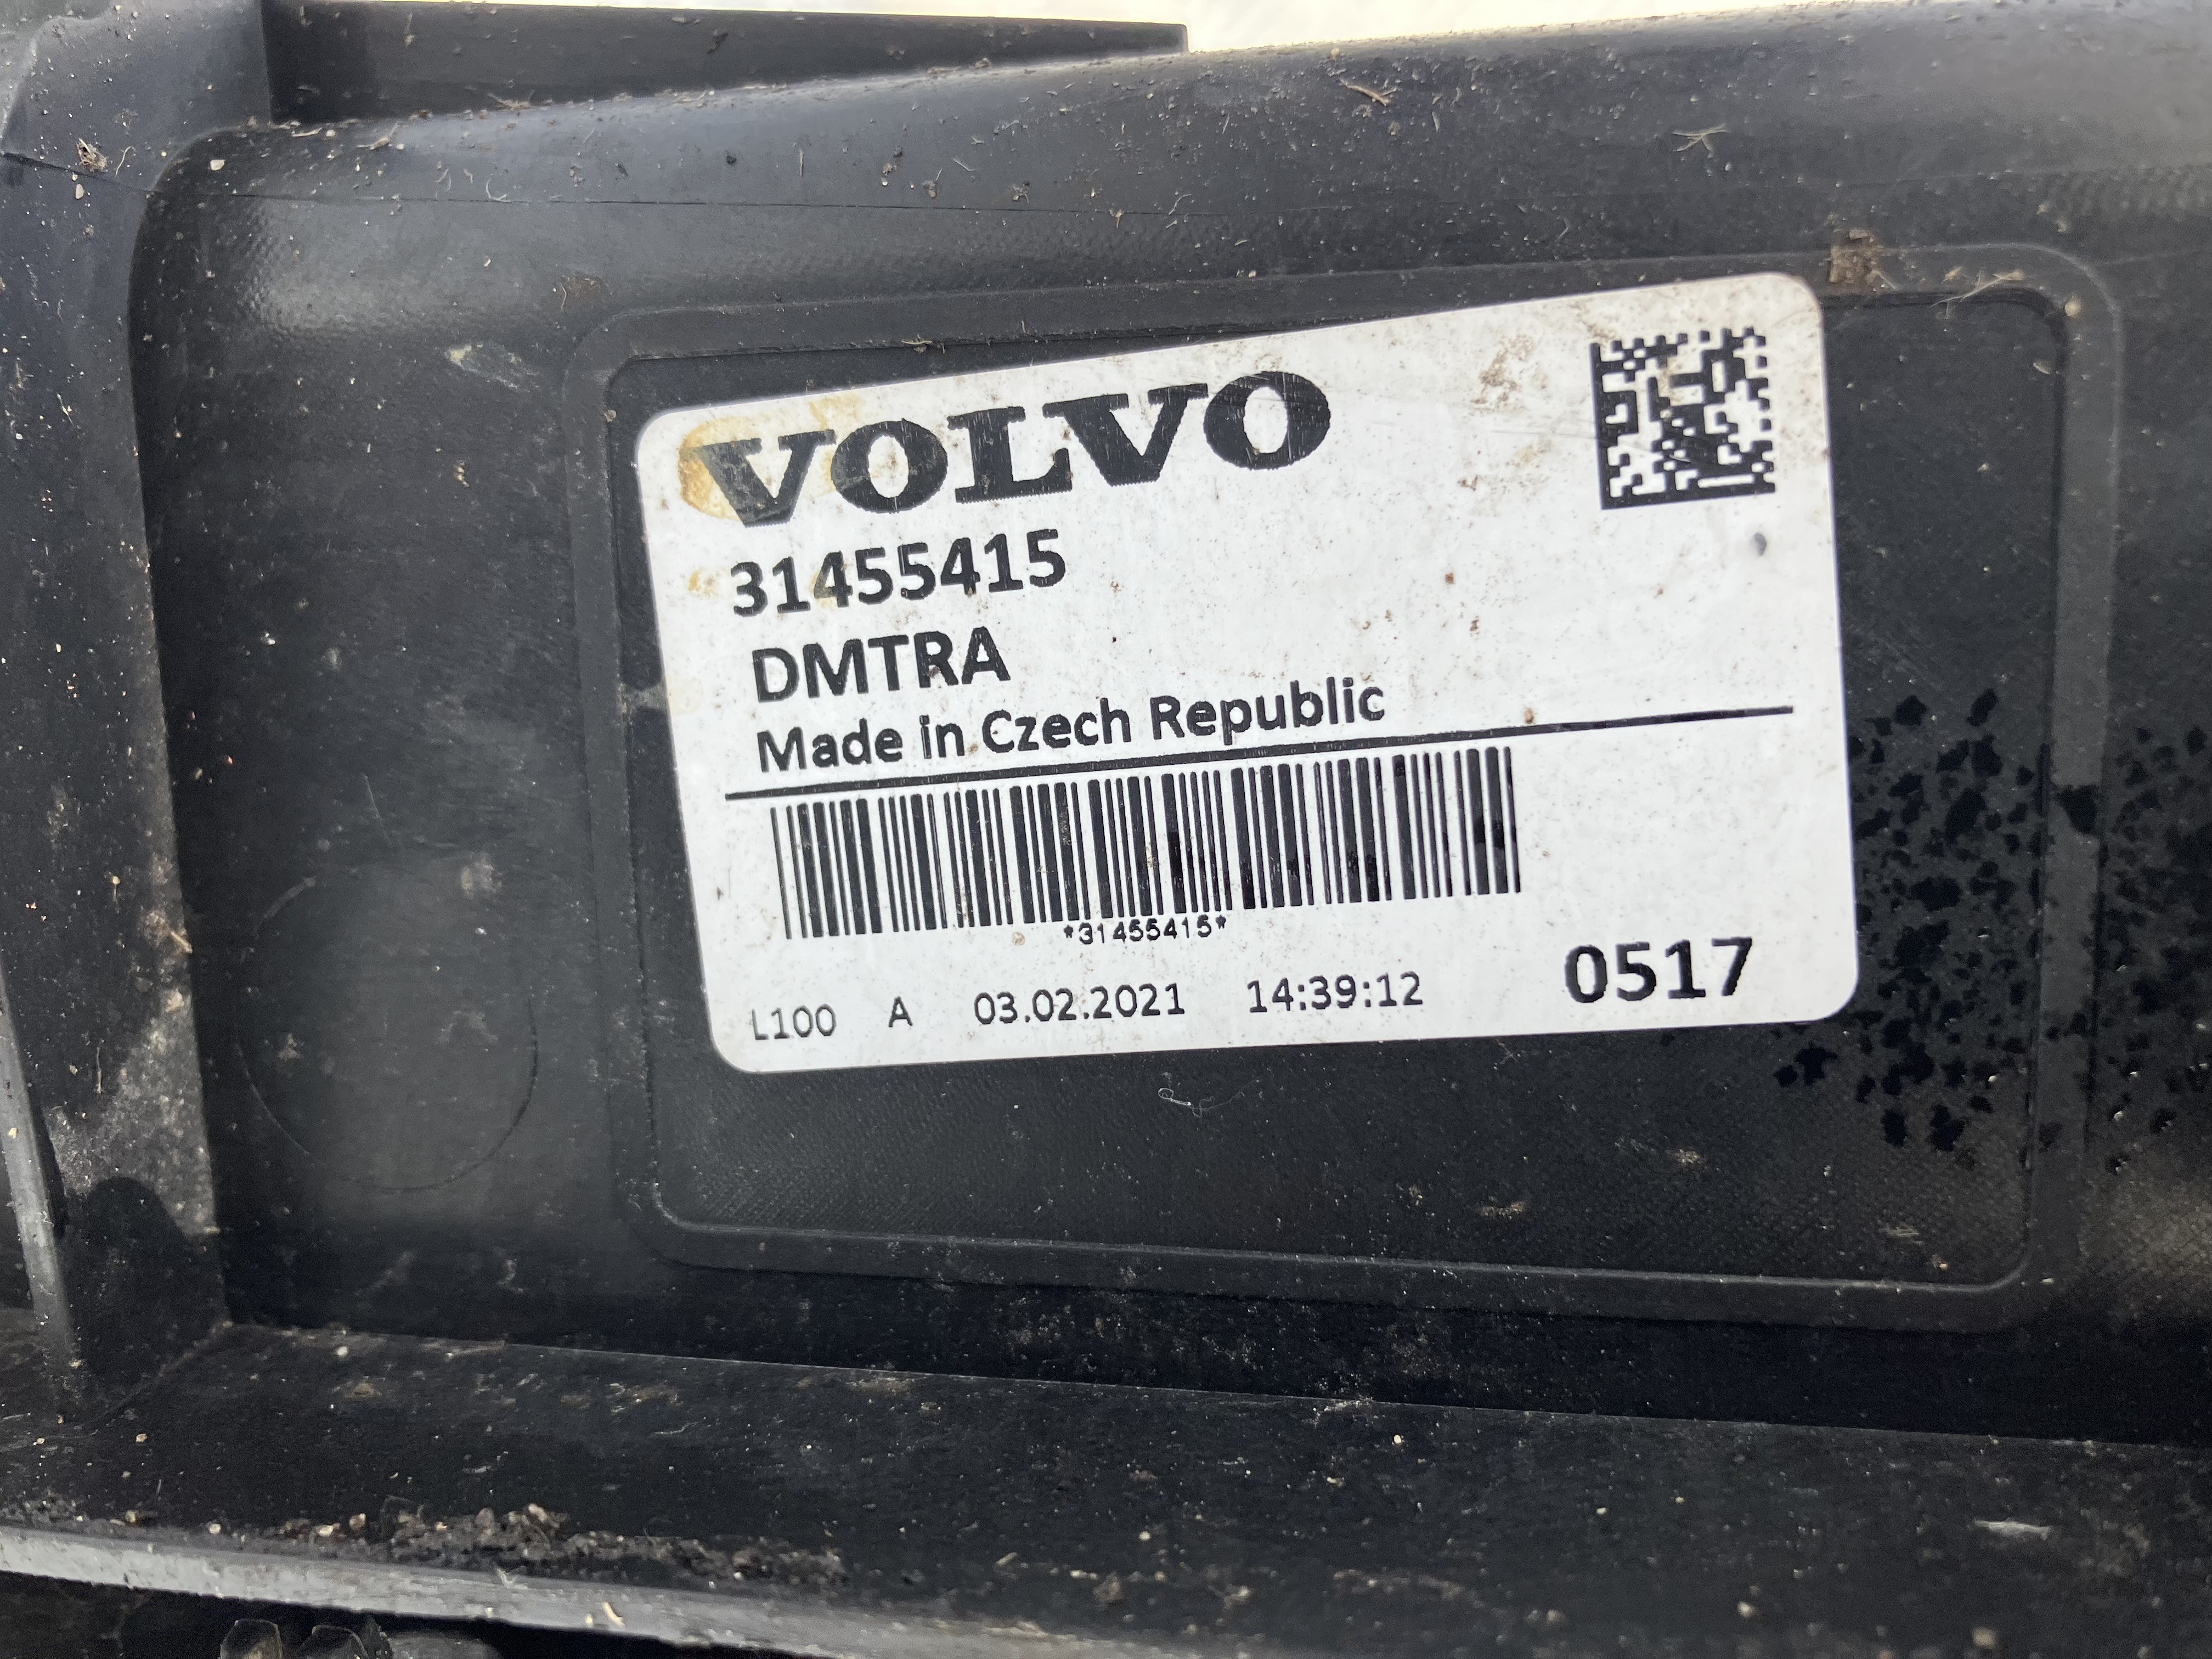 VOLVO
31455415
DMTRA
Made in Czech Republic
*31455415*
L100 A 03.02.2021 14:39:12 0517